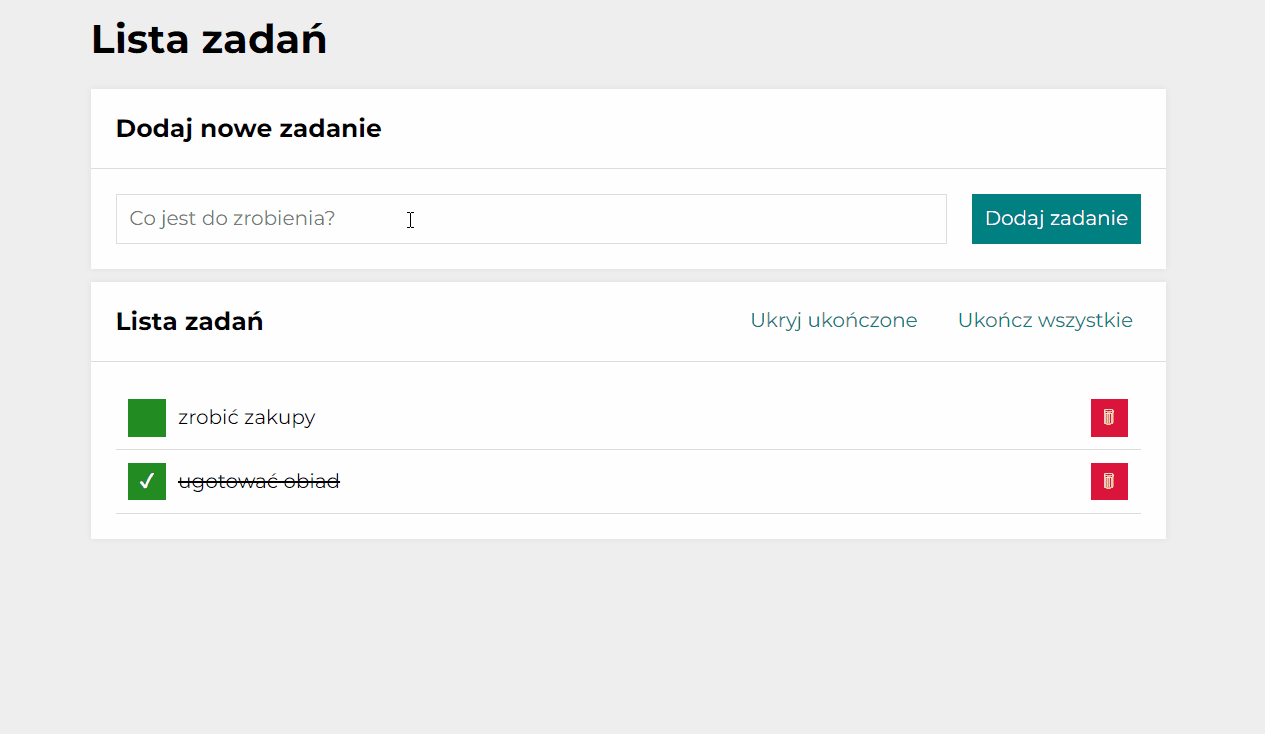 Lista zadań
Dodaj nowe zadanie
Co jest do zrobienia?
Dodaj zadanie
Lista zadań
Ukryj ukończone
Ukończ wszystkie
zrobić zakupy
ugotować obiad